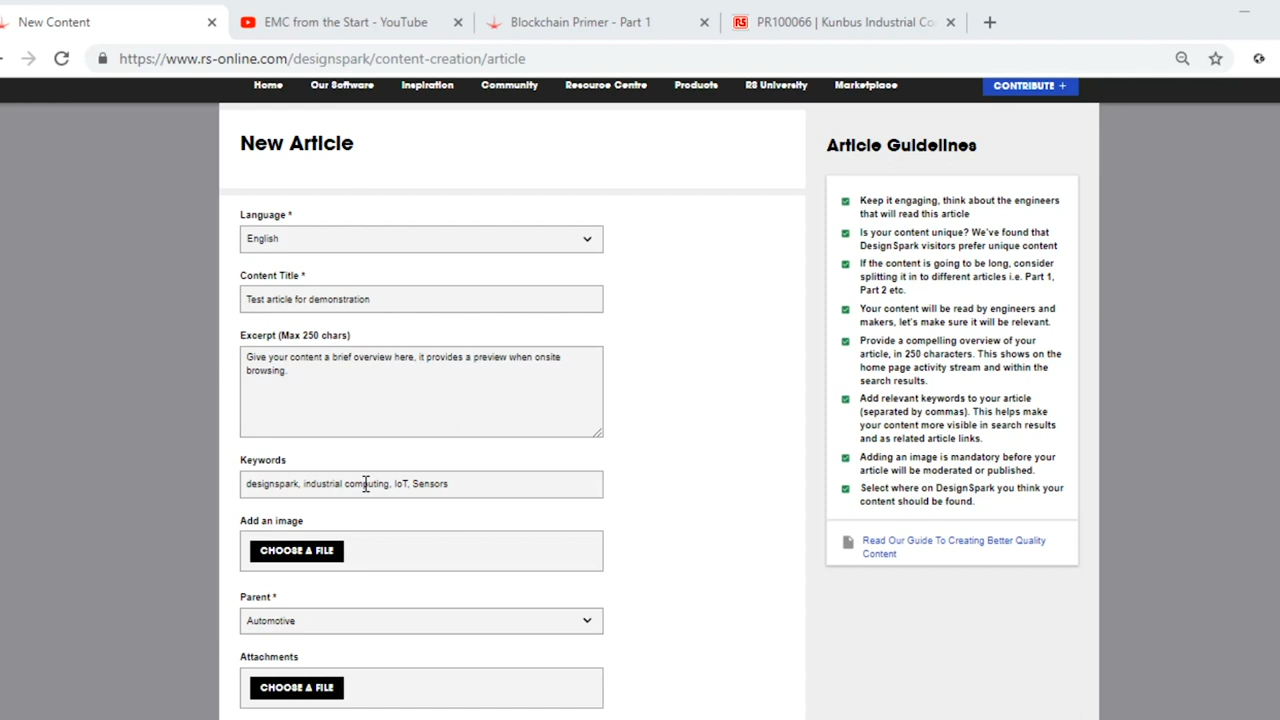 New Content
EMC from the Start - YouTube
Blockchain Primer - Part 1
RS
PR100066 | Kunbus Industrial Co
https://www.rs-online.com/designspark/content-creation/article
Home
Our Software
Inspiration
Community
Resource Centre
Products
RS University
Marketplace
CONTRIBUTE +
New Article
Language *
English
Content Title *
Test article for demonstration
Excerpt (Max 250 chars)
Give your content a brief overview here, it provides a preview when onsite
browsing.
Keywords
designspark, industrial computing, IoT, Sensors
Add an image
CHOOSE A FILE
Parent *
Automotive
Attachments
CHOOSE A FILE
Article Guidelines
Keep it engaging, think about the engineers
that will read this article
Is your content unique? We've found that
DesignSpark visitors prefer unique content
If the content is going to be long, consider
splitting it in to different articles i.e. Part 1,
Part 2 etc.
Your content will be read by engineers and
makers, let's make sure it will be relevant.
Provide a compelling overview of your
article, in 250 characters. This shows on the
home page activity stream and within the
search results.
Add relevant keywords to your article
(separated by commas). This helps make
your content more visible in search results
and as related article links.
Adding an image is mandatory before your
article will be moderated or published.
Select where on DesignSpark you think your
content should be found.
Read Our Guide To Creating Better Quality
Content